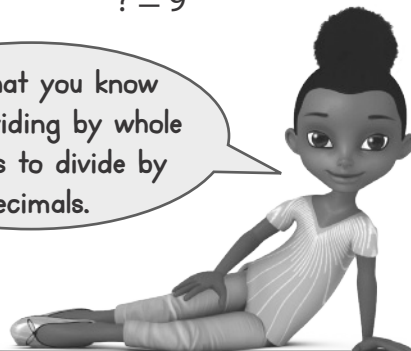 ? = 9
hat you know
iding by whole
s to divide by
ecimals.